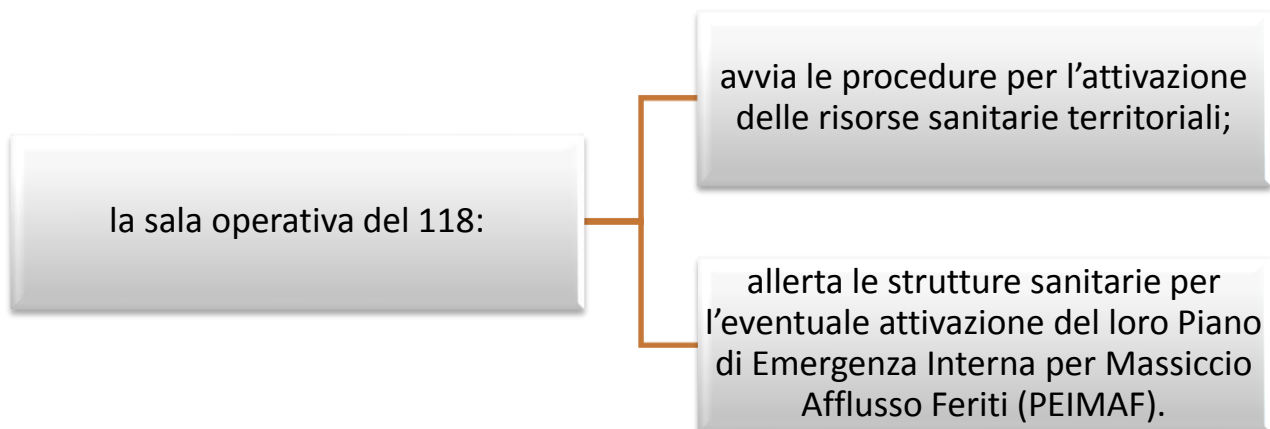 la sala operativa del 118:
avvia le procedure per l’attivazione
delle risorse sanitarie territoriali;
allerta le strutture sanitarie per
l’eventuale attivazione del loro Piano
di Emergenza Interna per Massiccio
Afflusso Feriti (PEIMAF).